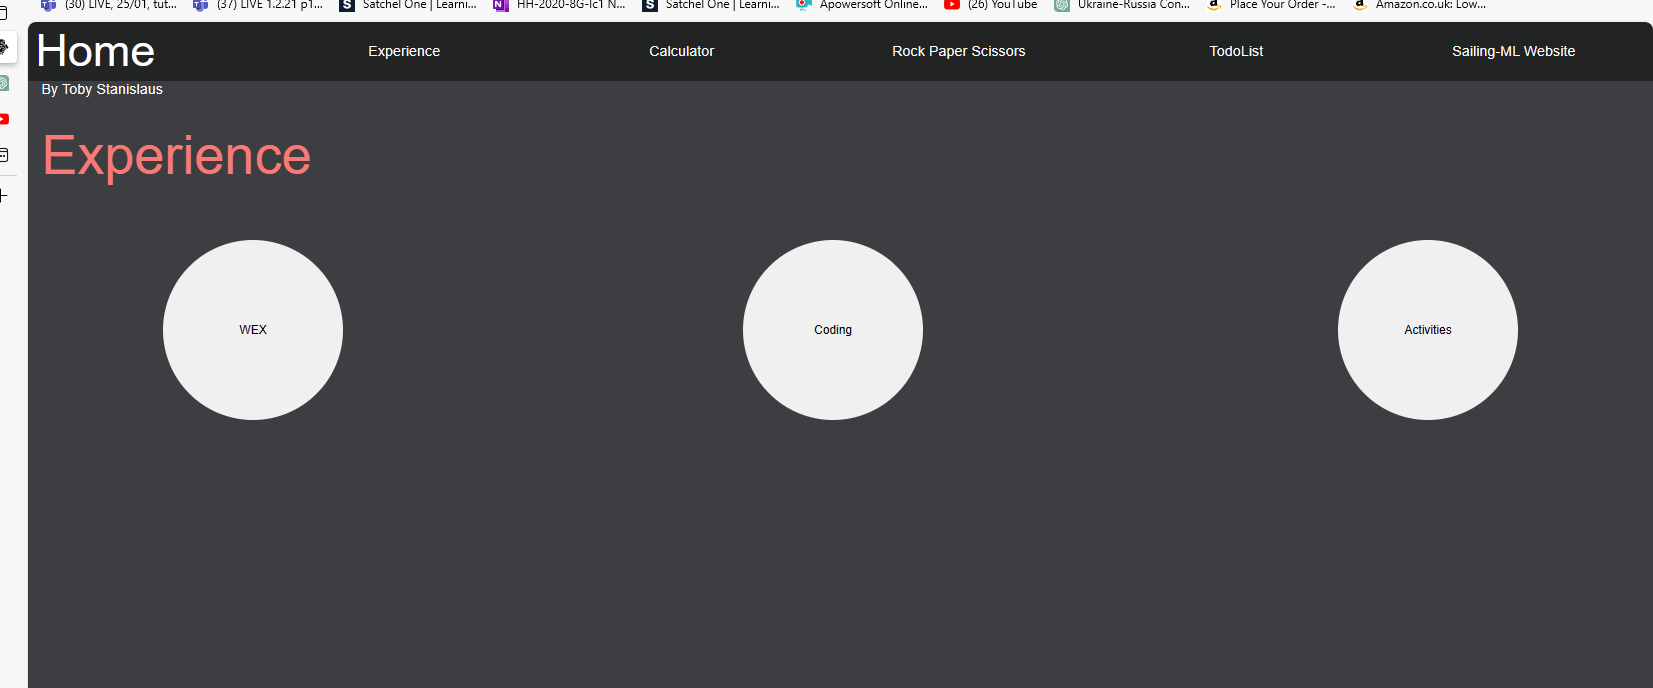 (30) LIVE, 25/01, tut... (37) LIVE 1.2.21 p1... Satchel One | Learni... HH-2020-8G-Ic1 N... Satchel One | Learni... Apowersoft Online... (26) YouTube Ukraine-Russia Con... Place Your Order -... Amazon.co.uk: Low...
Home Experience Calculator Rock Paper Scissors TodoList Sailing-ML Website
By Toby Stanislaus
Experience
WEX Coding Activities